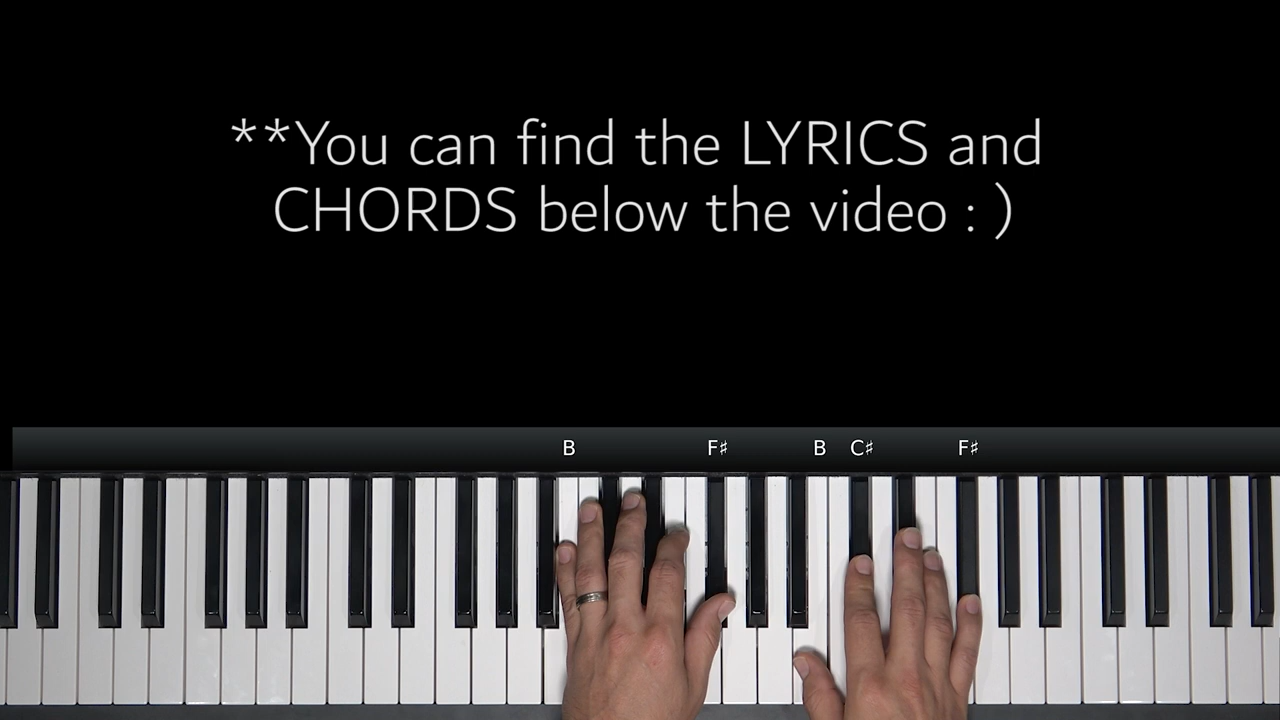 **You can find the LYRICS and
CHORDS below the video : )
B F♯ B C♯ F♯